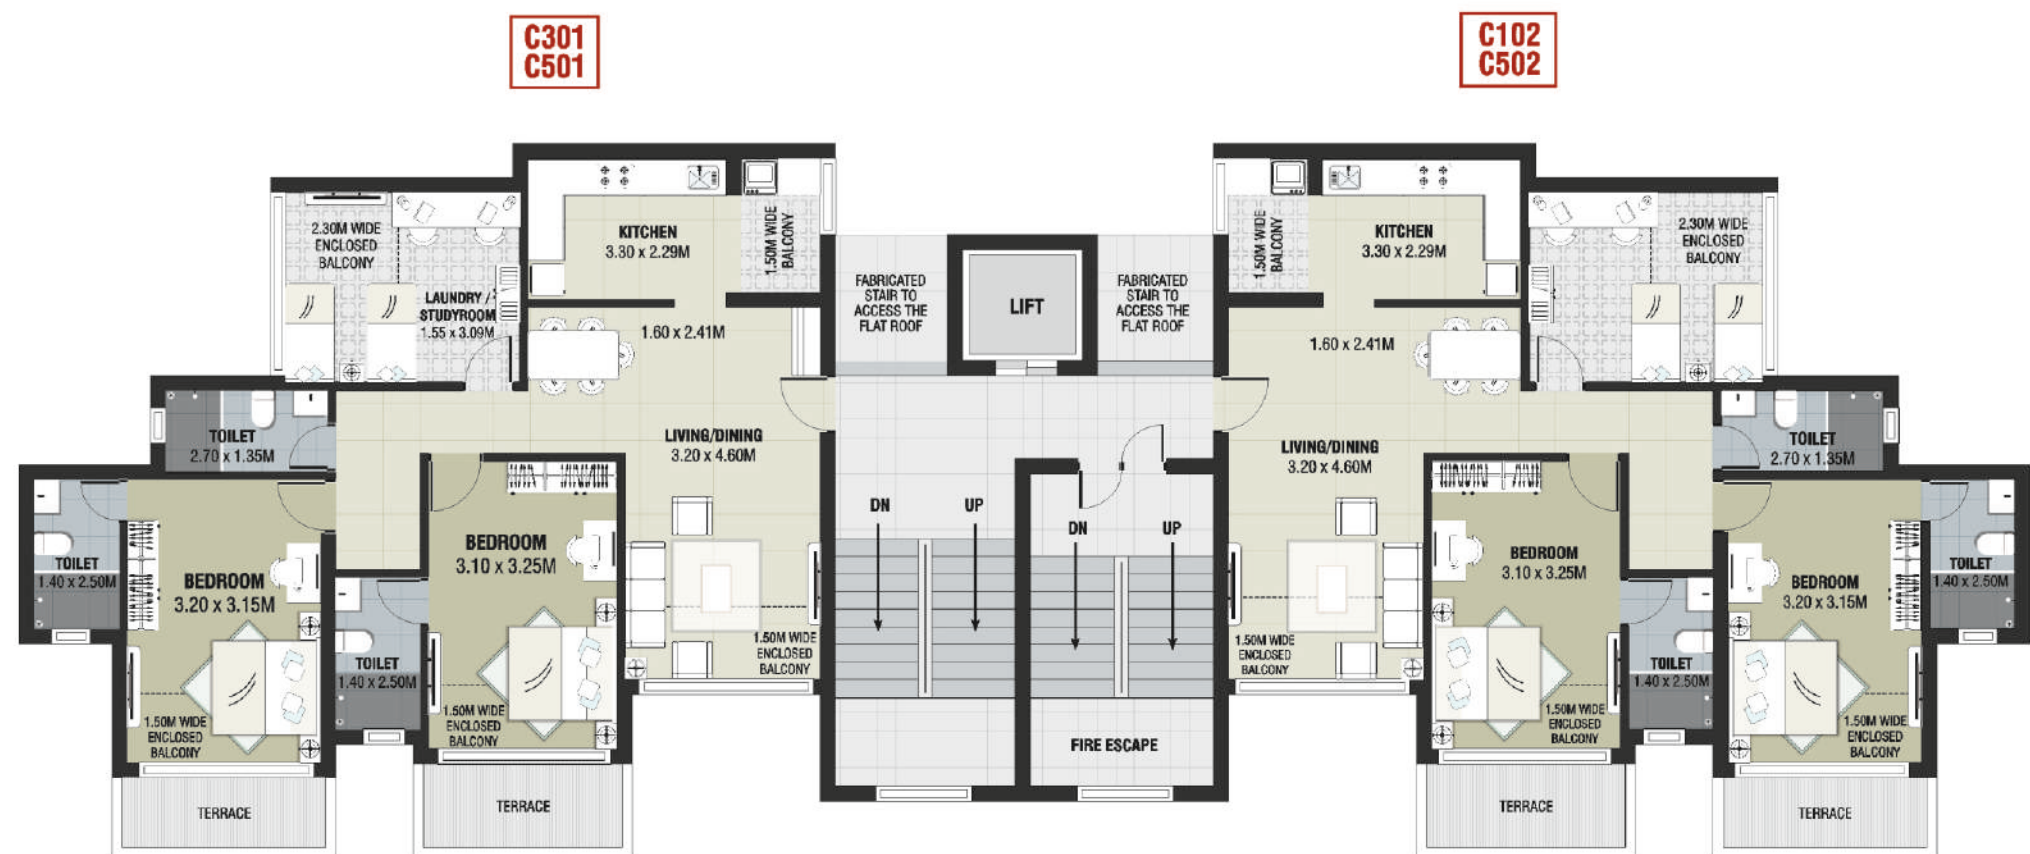 C301
C501
C102
C502
2.30M WIDE
ENCLOSED
BALCONY
LAUNDRY /
STUDYROOM
1.55 x 3.09M
KITCHEN
3.30 x 2.29M
1.50M WIDE
BALCONY
1.60 x 2.41M
FABRICATED
STAIR TO
ACCESS THE
FLAT ROOF
LIFT
FABRICATED
STAIR TO
ACCESS THE
FLAT ROOF
1.50M WIDE
BALCONY
KITCHEN
3.30 x 2.29M
1.60 x 2.41M
2.30M WIDE
ENCLOSED
BALCONY
TOILET
2.70 x 1.35M
LIVING/DINING
3.20 x 4.60M
LIVING/DINING
3.20 x 4.60M
TOILET
2.70 x 1.35M
DN
UP
DN
UP
TOILET
1.40 x 2.50M
BEDROOM
3.20 x 3.15M
BEDROOM
3.10 x 3.25M
BEDROOM
3.10 x 3.25M
BEDROOM
3.20 x 3.15M
TOILET
1.40 x 2.50M
TOILET
1.40 x 2.50M
1.50M WIDE
ENCLOSED
BALCONY
1.50M WIDE
ENCLOSED
BALCONY
TOILET
1.40 x 2.50M
1.50M WIDE
ENCLOSED
BALCONY
1.50M WIDE
ENCLOSED
BALCONY
FIRE ESCAPE
1.50M WIDE
ENCLOSED
BALCONY
1.50M WIDE
ENCLOSED
BALCONY
TERRACE
TERRACE
TERRACE
TERRACE